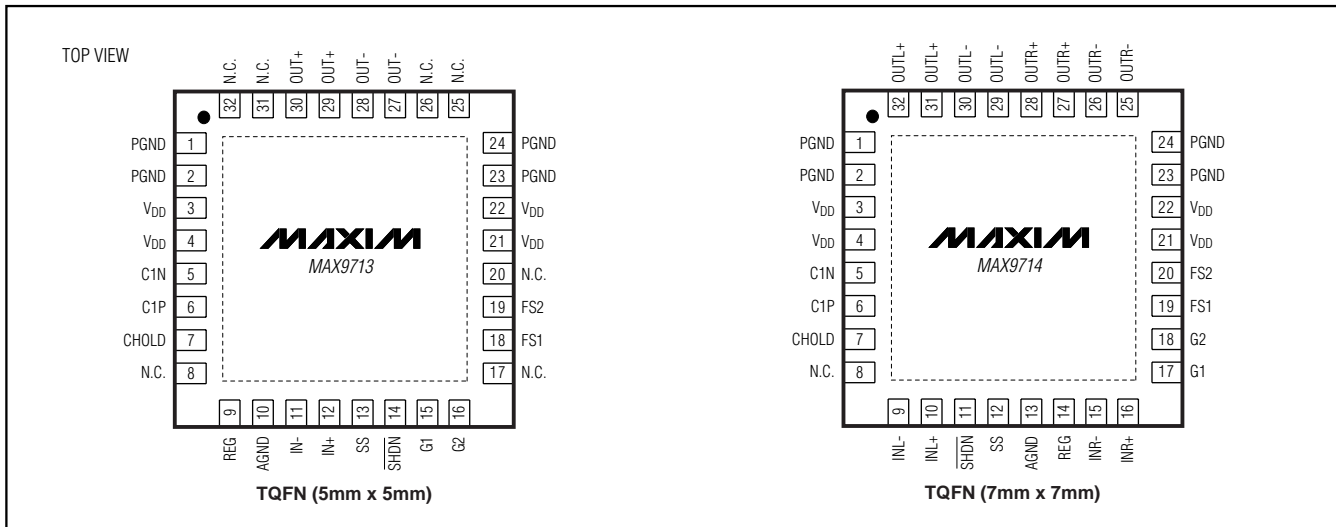 TOP VIEW
N.C. N.C. OUT+ OUT+ OUT- OUT- N.C. N.C.
32 31 30 29 28 27 26 25
PGND 1 24 PGND
PGND 2 23 PGND
VDD 3 22 VDD
VDD 4 21 VDD
C1N 5 20 N.C.
C1P 6 19 FS2
CHOLD 7 18 FS1
N.C. 8 17 N.C.
MAXIM
MAX9713
9 10 11 12 13 14 15 16
REG AGND IN- IN+ SS SHDN G1 G2
TQFN (5mm x 5mm)
OUTL+ OUTL+ OUTL- OUTL- OUTR+ OUTR+ OUTR- OUTR-
32 31 30 29 28 27 26 25
PGND 1 24 PGND
PGND 2 23 PGND
VDD 3 22 VDD
VDD 4 21 VDD
C1N 5 20 FS2
C1P 6 19 FS1
CHOLD 7 18 G2
N.C. 8 17 G1
MAXIM
MAX9714
9 10 11 12 13 14 15 16
INL- INL+ SHDN SS AGND REG INR- INR+
TQFN (7mm x 7mm)